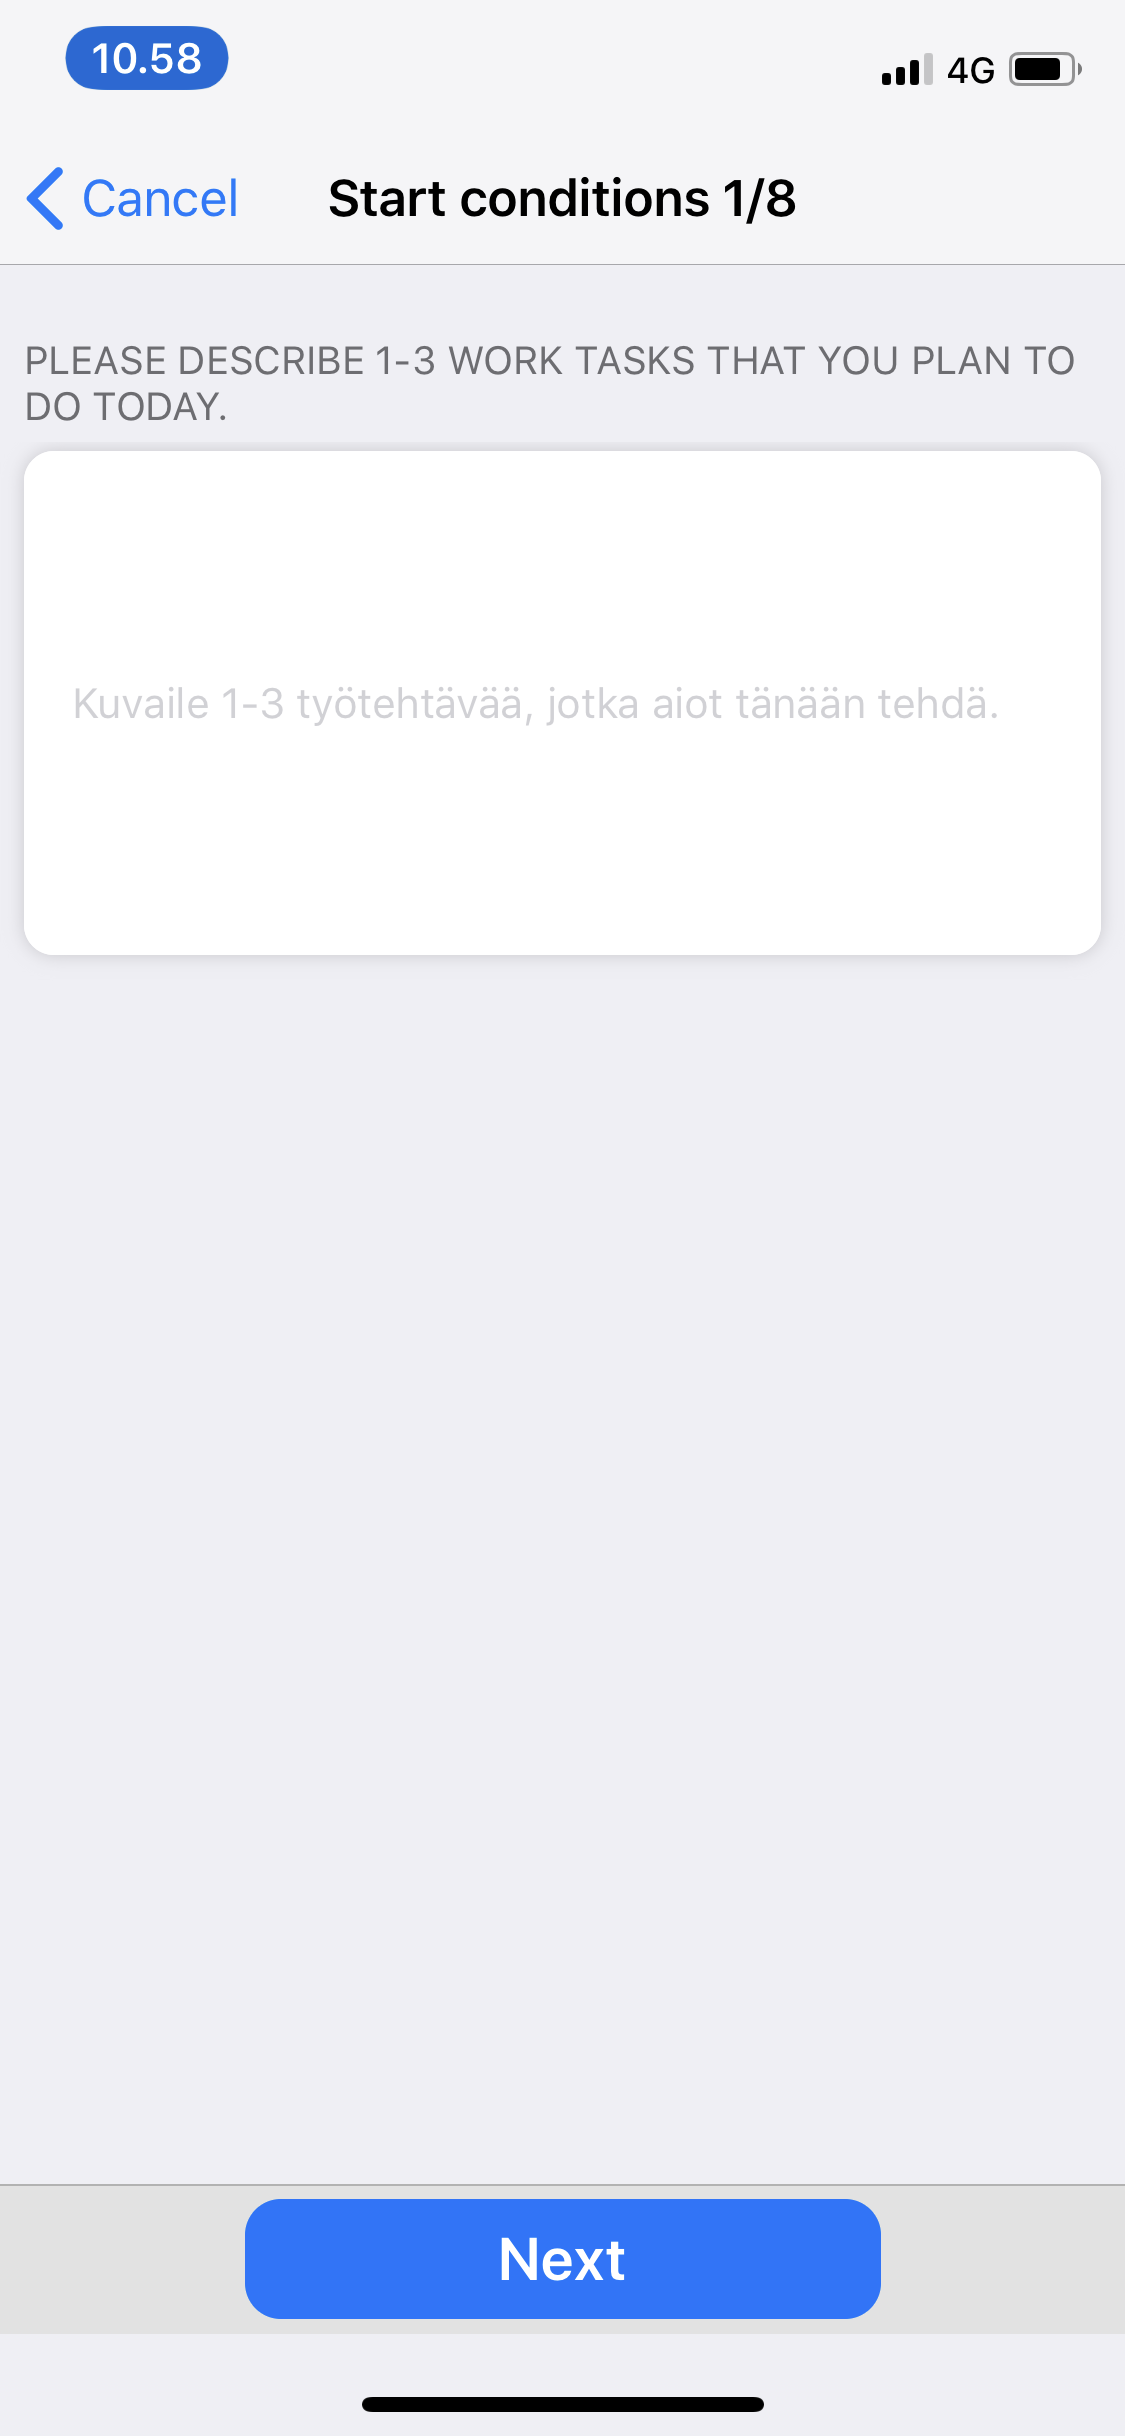 10.58
4G
Cancel
Start conditions 1/8
PLEASE DESCRIBE 1-3 WORK TASKS THAT YOU PLAN TO
DO TODAY.
Kuvaile 1-3 työtehtävää, jotka aiot tänään tehdä.
Next